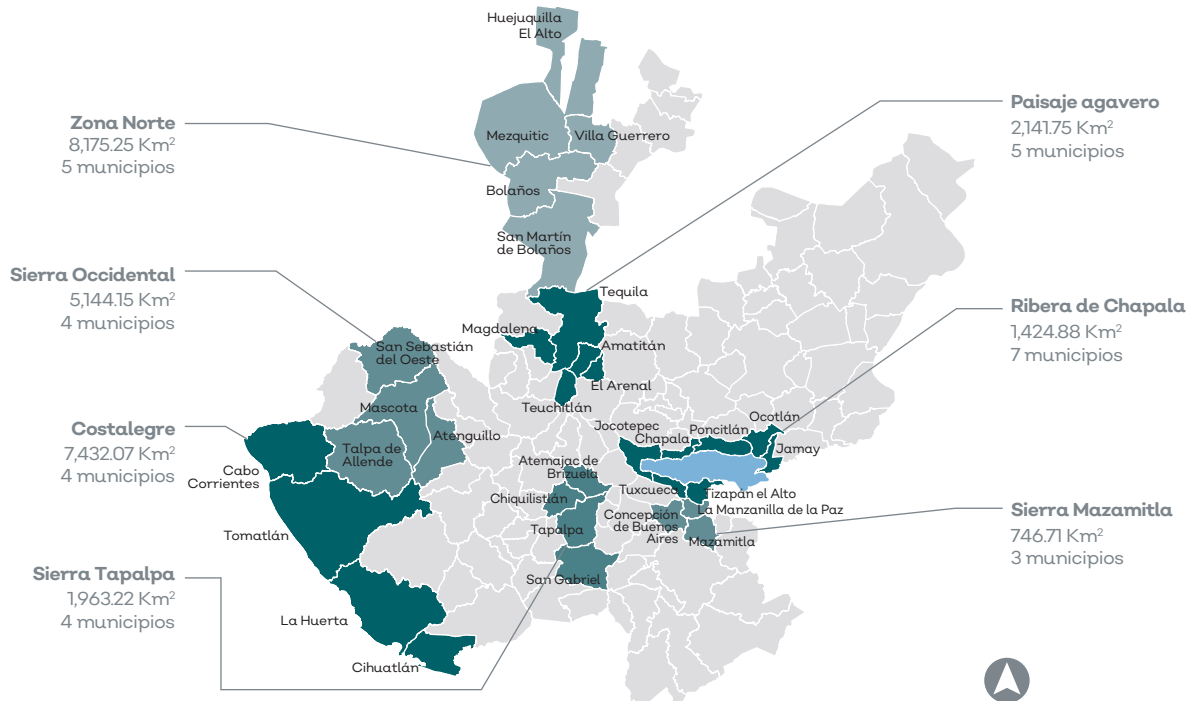 Huejuquilla
El Alto
Mezquitic
Villa Guerrero
Bolaños
San Martín
de Bolaños
Zona Norte
8,175.25 Km²
5 municipios
Sierra Occidental
5,144.15 Km²
4 municipios
Costalegre
7,432.07 Km²
4 municipios
Sierra Tapalpa
1,963.22 Km²
4 municipios
Paisaje agavero
2,141.75 Km²
5 municipios
Ribera de Chapala
1,424.88 Km²
7 municipios
Sierra Mazamitla
746.71 Km²
3 municipios
Tequila
Magdalena
Amatitán
El Arenal
Teuchitlán
San Sebastián
del Oeste
Mascota
Atenguillo
Talpa de
Allende
Cabo
Corrientes
Tomatlán
La Huerta
Cihuatlán
Jocotepec
Chapala
Poncitlán
Ocotlán
Jamay
Tuxcueca
Tizapán el Alto
La Manzanilla de la Paz
Concepción
de Buenos
Aires
Mazamitla
Atemajac de
Brizuela
Chiquilistlán
Tapalpa
San Gabriel